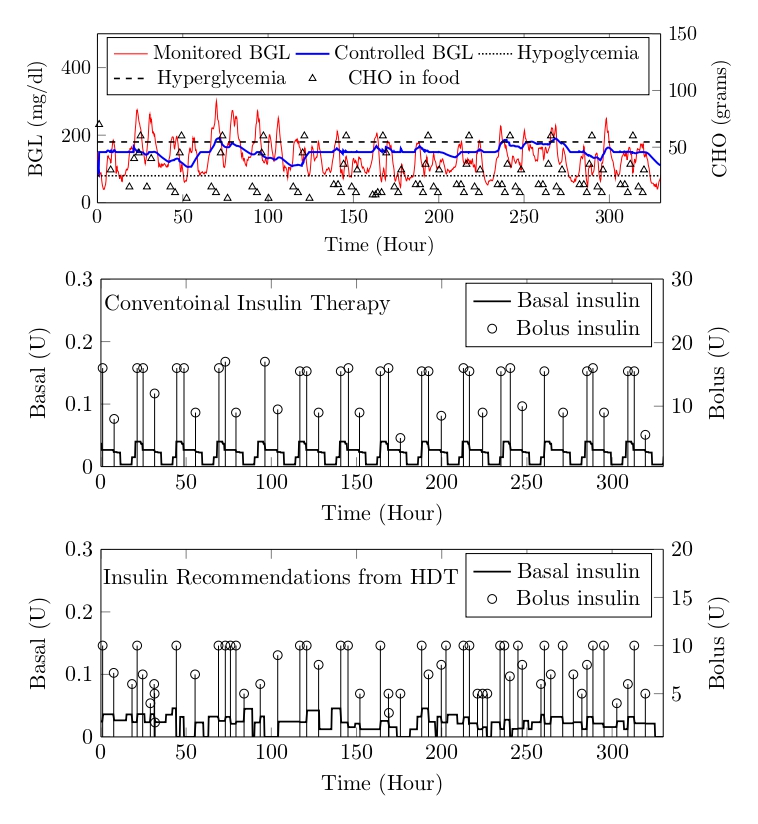 Monitored BGL Controlled BGL Hypoglycemia
Hyperglycemia CHO in food
BGL (mg/dl)
0 200 400
CHO (grams)
50 100 150
0 50 100 150 200 250 300
Time (Hour)
Conventoinal Insulin Therapy
Basal insulin
Bolus insulin
Basal (U)
0 0.1 0.2 0.3
Bolus (U)
10 20 30
0 50 100 150 200 250 300
Time (Hour)
Insulin Recommendations from HDT
Basal insulin
Bolus insulin
Basal (U)
0 0.1 0.2 0.3
Bolus (U)
5 10 15 20
0 50 100 150 200 250 300
Time (Hour)